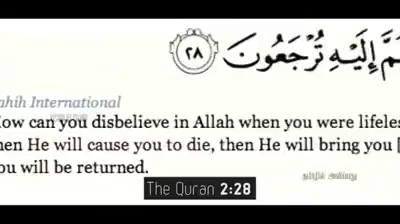 ثُمَّ إِلَيْهِ تُرْجَعُونَ ٢٨
ahih International
ow can you disbelieve in Allah when you were lifeles
en He will cause you to die, then He will bring you [
ou will be returned.
The Quran 2:28